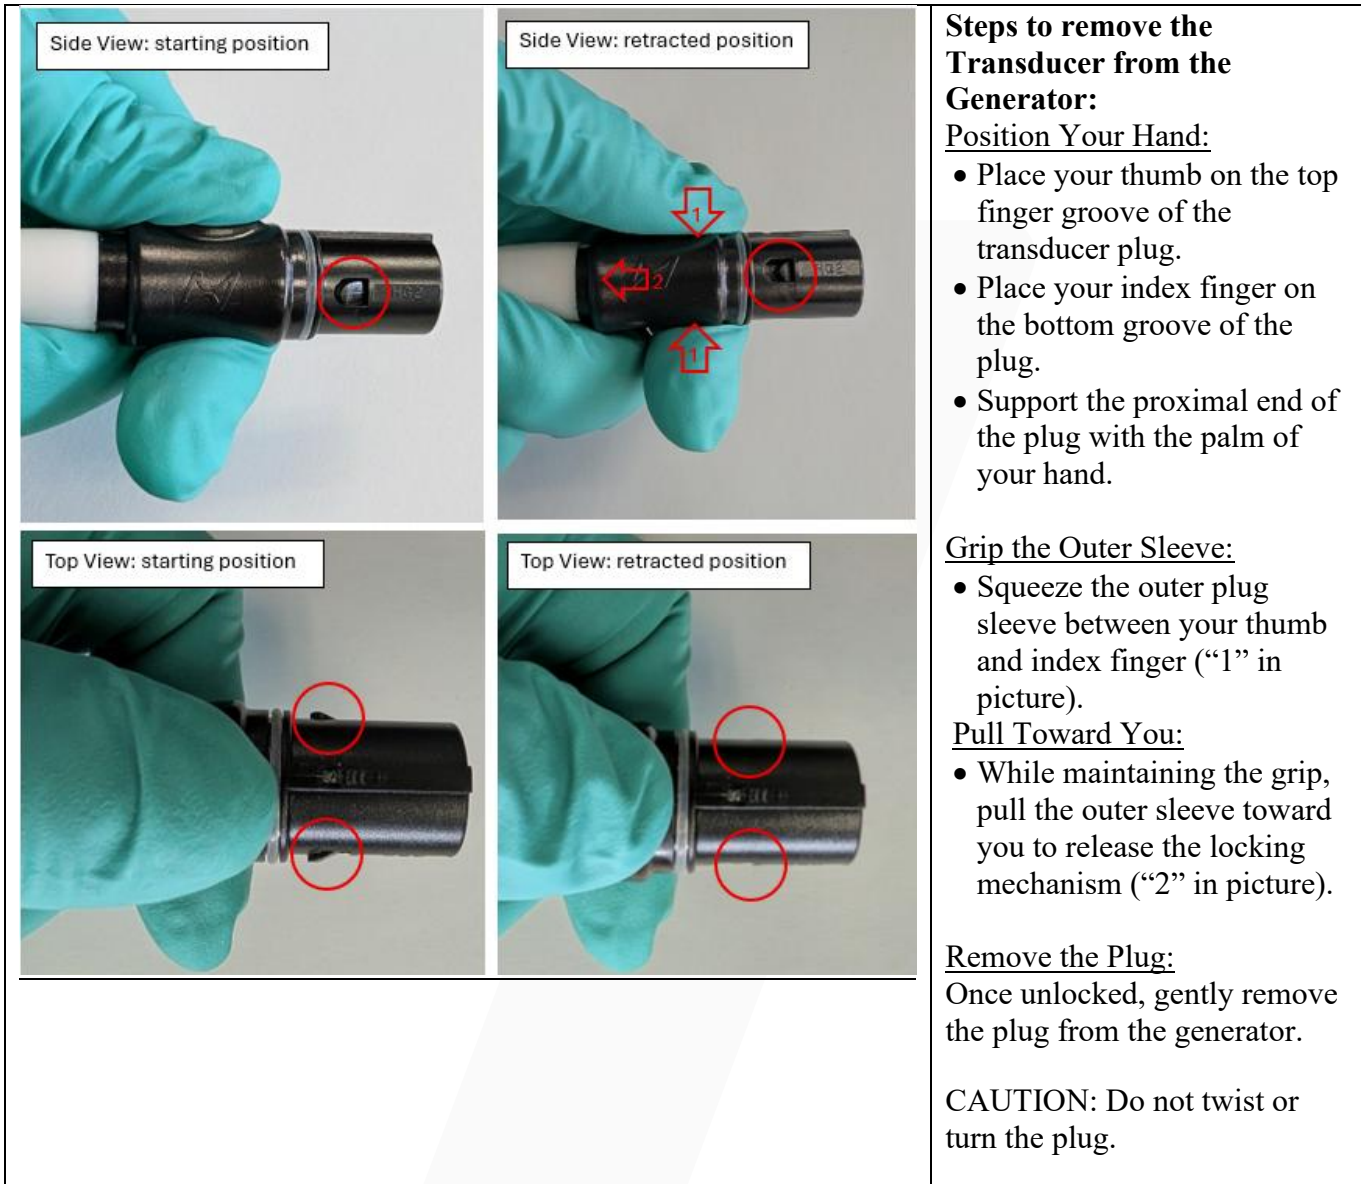 Side View: starting position
Side View: retracted position
1
2
1
HG2
Top View: starting position
Top View: retracted position
Steps to remove the
Transducer from the
Generator:
Position Your Hand:
• Place your thumb on the top
finger groove of the
transducer plug.
• Place your index finger on
the bottom groove of the
plug.
• Support the proximal end of
the plug with the palm of
your hand.
Grip the Outer Sleeve:
• Squeeze the outer plug
sleeve between your thumb
and index finger (“1” in
picture).
Pull Toward You:
• While maintaining the grip,
pull the outer sleeve toward
you to release the locking
mechanism (“2” in picture).
Remove the Plug:
Once unlocked, gently remove
the plug from the generator.
CAUTION: Do not twist or
turn the plug.